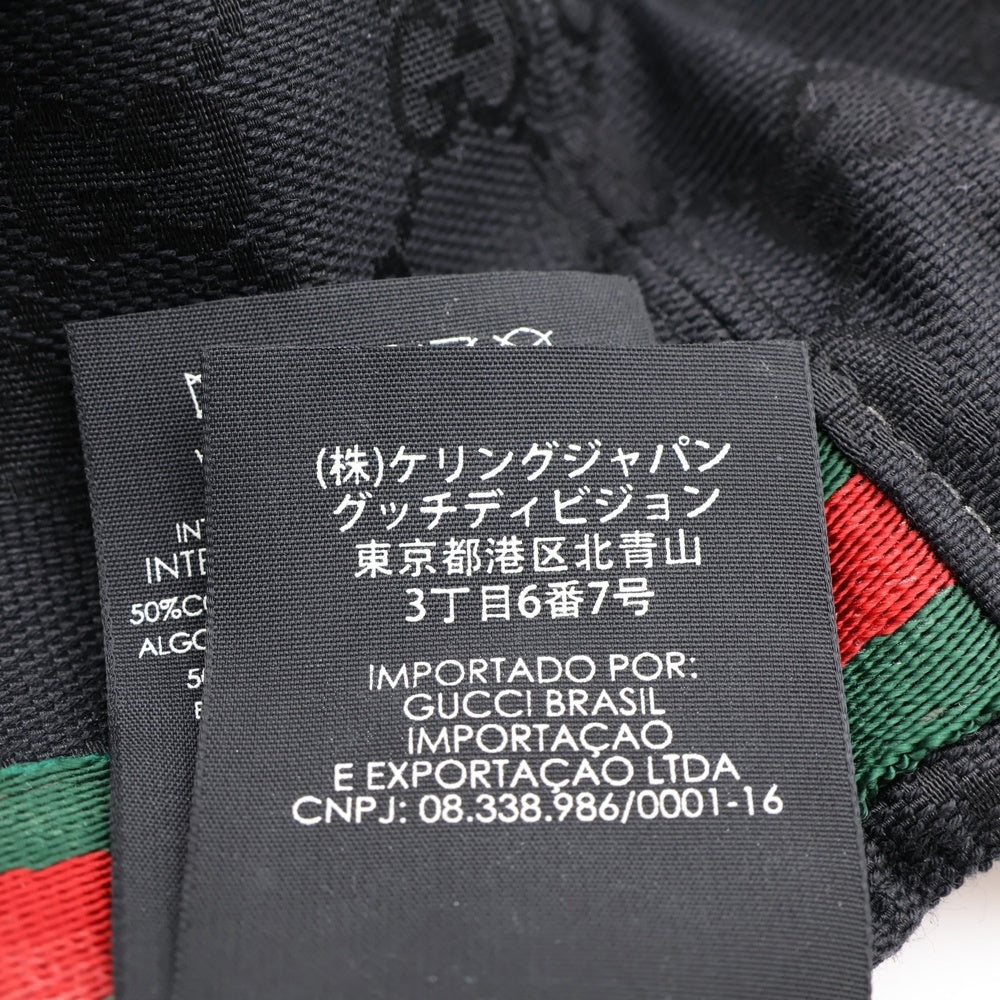 (株)ケリングジャパン
グッチディビジョン
東京都港区北青山
3丁目6番7号
IMPORTADO POR:
GUCCI BRASIL
IMPORTAÇAO
E EXPORTAÇAO LTDA
CNPJ: 08.338.986/0001-16
50%